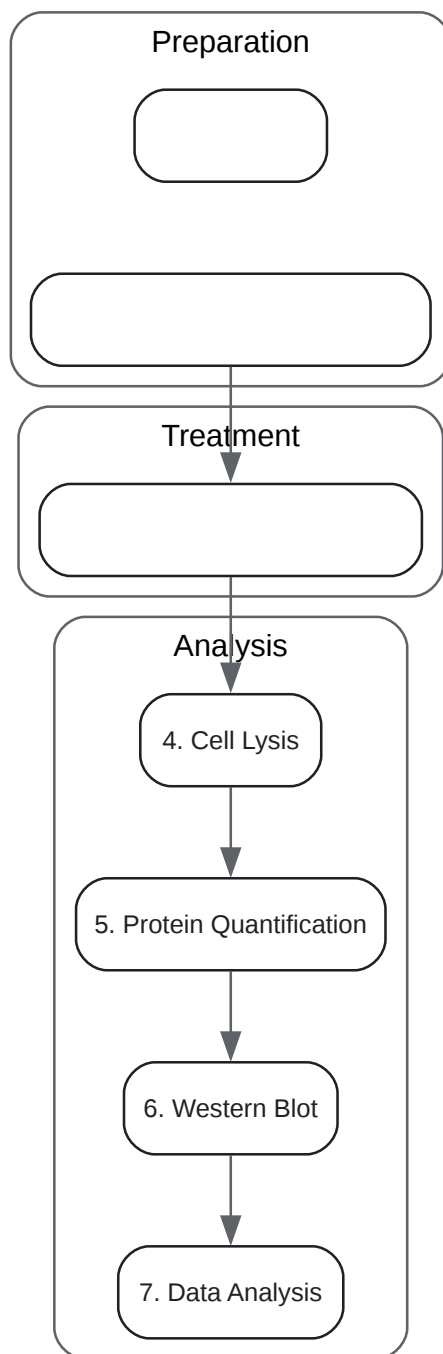 Preparation
Treatment
Analysis
4. Cell Lysis
5. Protein Quantification
6. Western Blot
7. Data Analysis